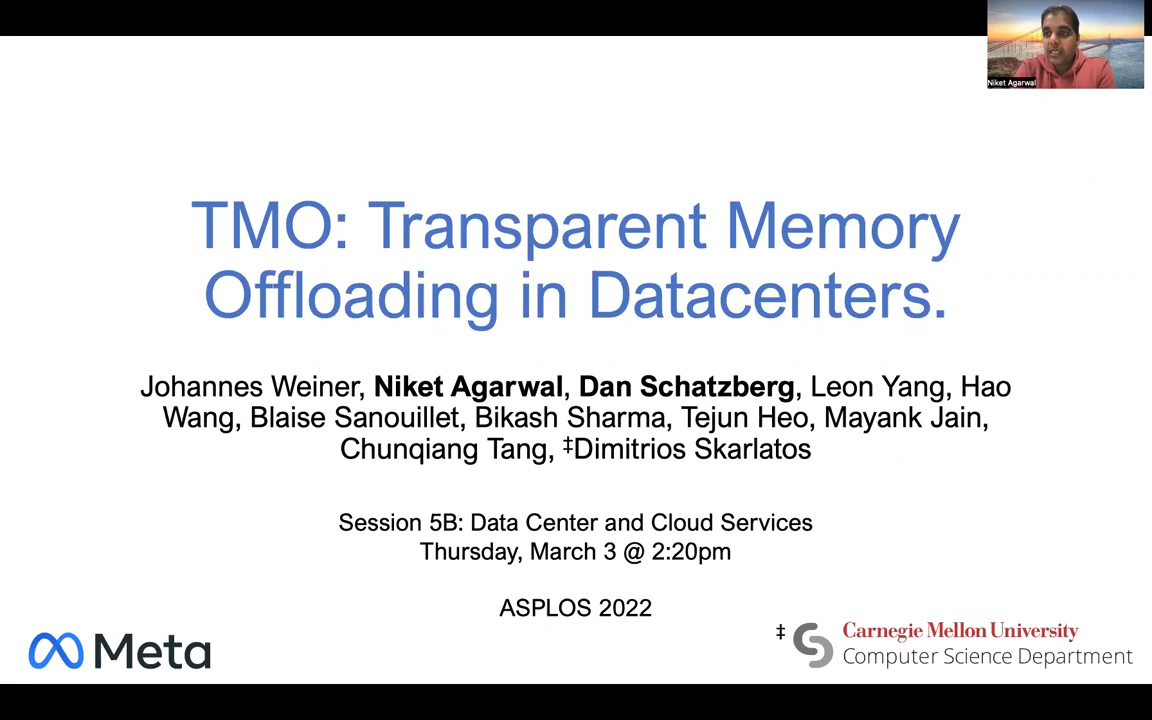 Niket Agarwal
TMO: Transparent Memory
Offloading in Datacenters.
Johannes Weiner, Niket Agarwal, Dan Schatzberg, Leon Yang, Hao
Wang, Blaise Sanouillet, Bikash Sharma, Tejun Heo, Mayank Jain,
Chunqiang Tang, ‡Dimitrios Skarlatos
Session 5B: Data Center and Cloud Services
Thursday, March 3 @ 2:20pm
ASPLOS 2022
Meta
‡ Carnegie Mellon University
Computer Science Department